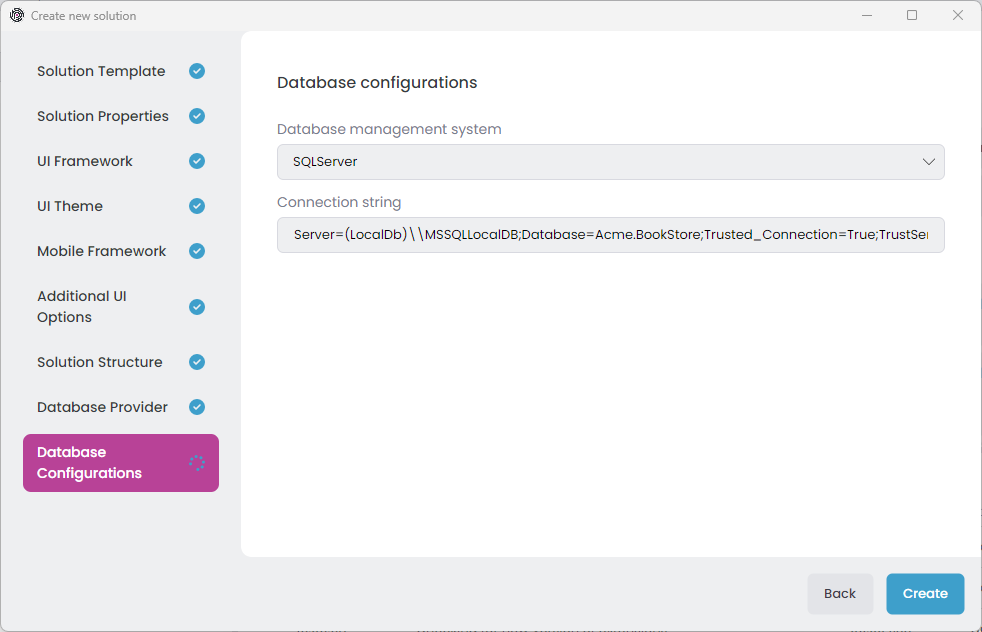 Create new solution
Solution Template
Solution Properties
UI Framework
UI Theme
Mobile Framework
Additional UI
Options
Solution Structure
Database Provider
Database
Configurations
Database configurations
Database management system
SQLServer
Connection string
Server=(LocalDb)\\MSSQLLocalDB;Database=Acme.BookStore;Trusted_Connection=True;TrustSer
Back
Create